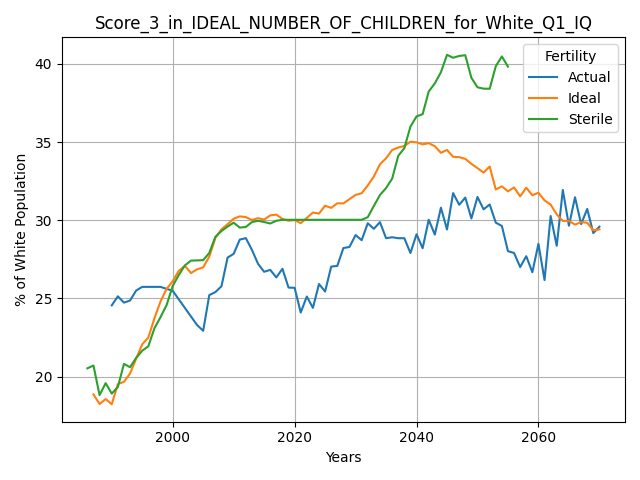 Score_3_in_IDEAL_NUMBER_OF_CHILDREN_for_White_Q1_IQ
Fertility
Actual
Ideal
Sterile
% of White Population
40
35
30
25
20
2000
2020
2040
2060
Years